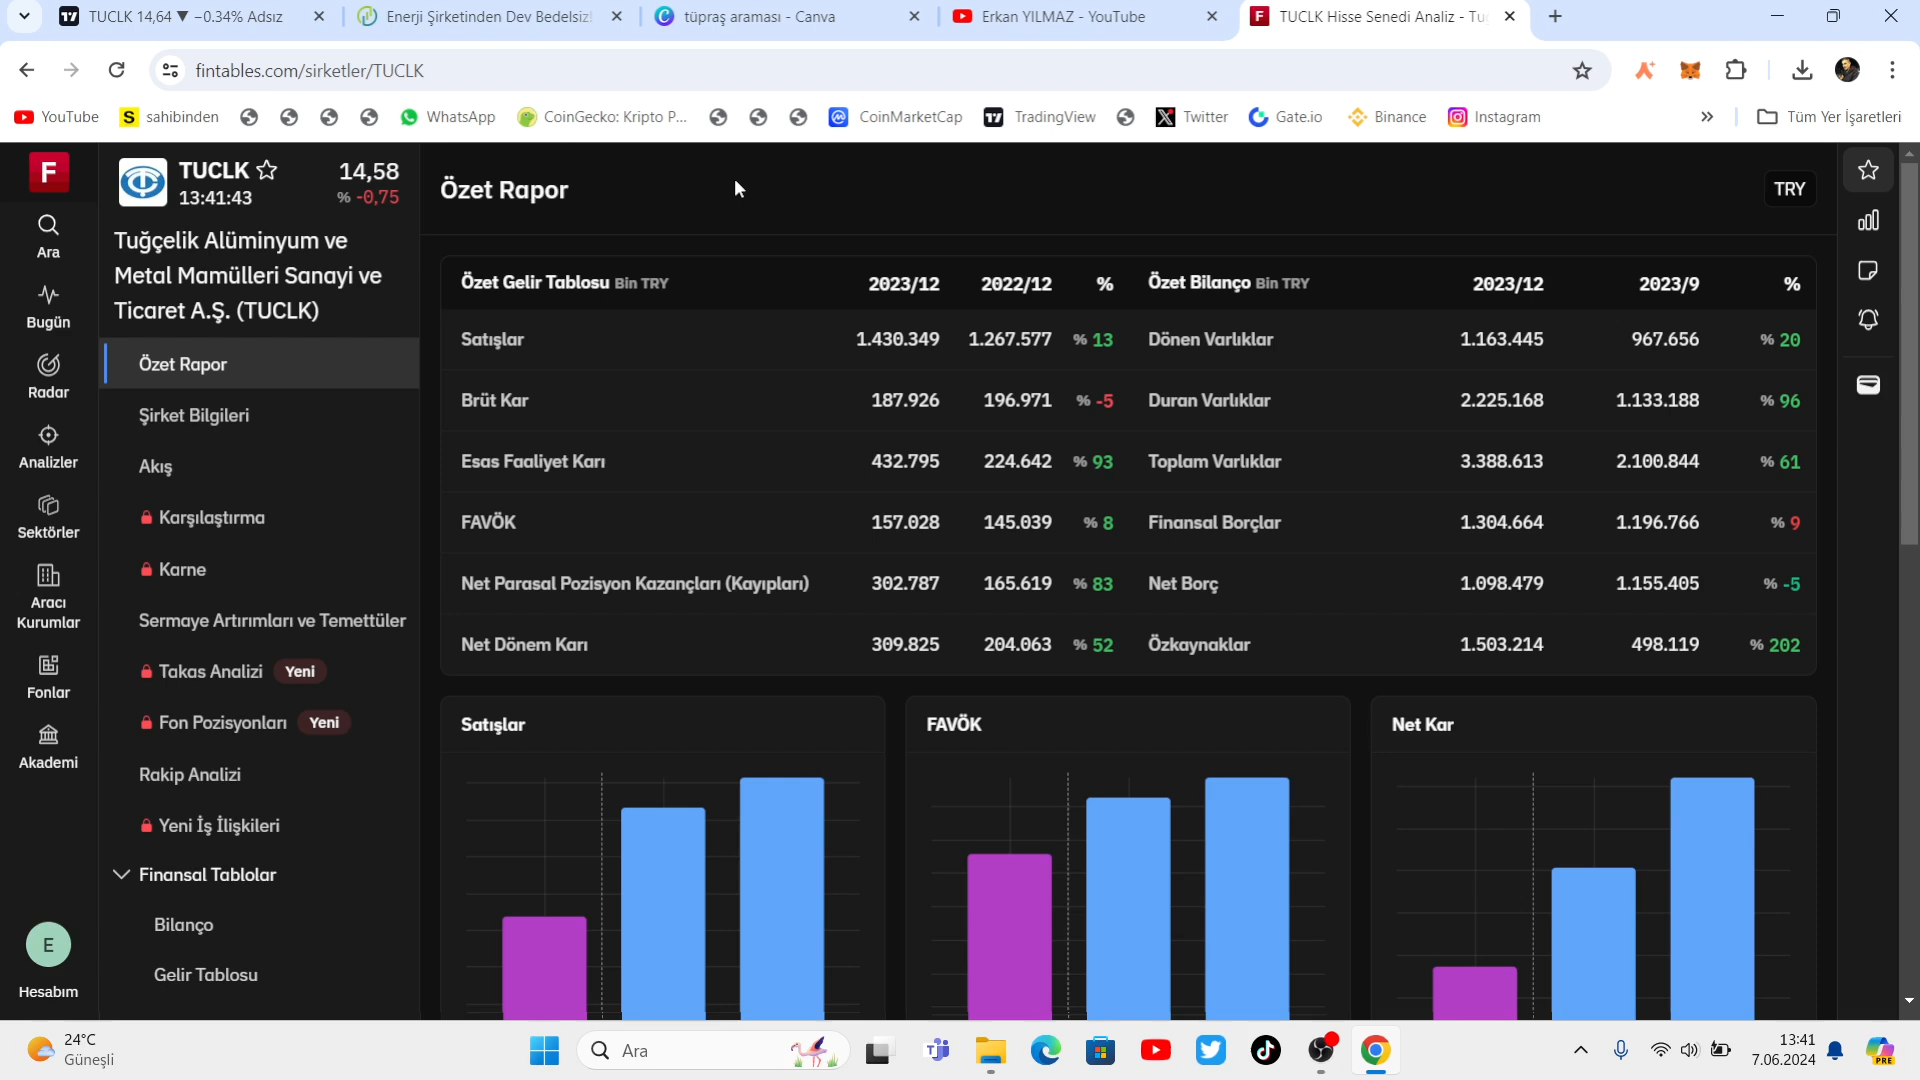 TUCLK 14,64 ▼ −0.34% Adsız
Enerji Şirketinden Dev Bedelsiz!
tüpraş araması - Canva
Erkan YILMAZ - YouTube
TUCLK Hisse Senedi Analiz - Tuğ
fintables.com/sirketler/TUCLK
YouTube
sahibinden
WhatsApp
CoinGecko: Kripto P...
CoinMarketCap
TradingView
Twitter
Gate.io
Binance
Instagram
»
Tüm Yer İşaretleri
F
Ara
Bugün
Radar
Analizler
Sektörler
Aracı
Kurumlar
Fonlar
Akademi
E
Hesabım
TUCLK 14,58
13:41:43 % -0,75
Tuğçelik Alüminyum ve
Metal Mamülleri Sanayi ve
Ticaret A.Ş. (TUCLK)
Özet Rapor
Şirket Bilgileri
Akış
Karşılaştırma
Karne
Sermaye Artırımları ve Temettüler
Takas Analizi Yeni
Fon Pozisyonları Yeni
Rakip Analizi
Yeni İş İlişkileri
Finansal Tablolar
Bilanço
Gelir Tablosu
Özet Rapor
TRY
Özet Gelir Tablosu Bin TRY 2023/12 2022/12 %
Satışlar 1.430.349 1.267.577 % 13
Brüt Kar 187.926 196.971 % -5
Esas Faaliyet Karı 432.795 224.642 % 93
FAVÖK 157.028 145.039 % 8
Net Parasal Pozisyon Kazançları (Kayıpları) 302.787 165.619 % 83
Net Dönem Karı 309.825 204.063 % 52
Özet Bilanço Bin TRY 2023/12 2023/9 %
Dönen Varlıklar 1.163.445 967.656 % 20
Duran Varlıklar 2.225.168 1.133.188 % 96
Toplam Varlıklar 3.388.613 2.100.844 % 61
Finansal Borçlar 1.304.664 1.196.766 % 9
Net Borç 1.098.479 1.155.405 % -5
Özkaynaklar 1.503.214 498.119 % 202
Satışlar
FAVÖK
Net Kar
24°C
Güneşli
Ara
13:41
7.06.2024
PRE